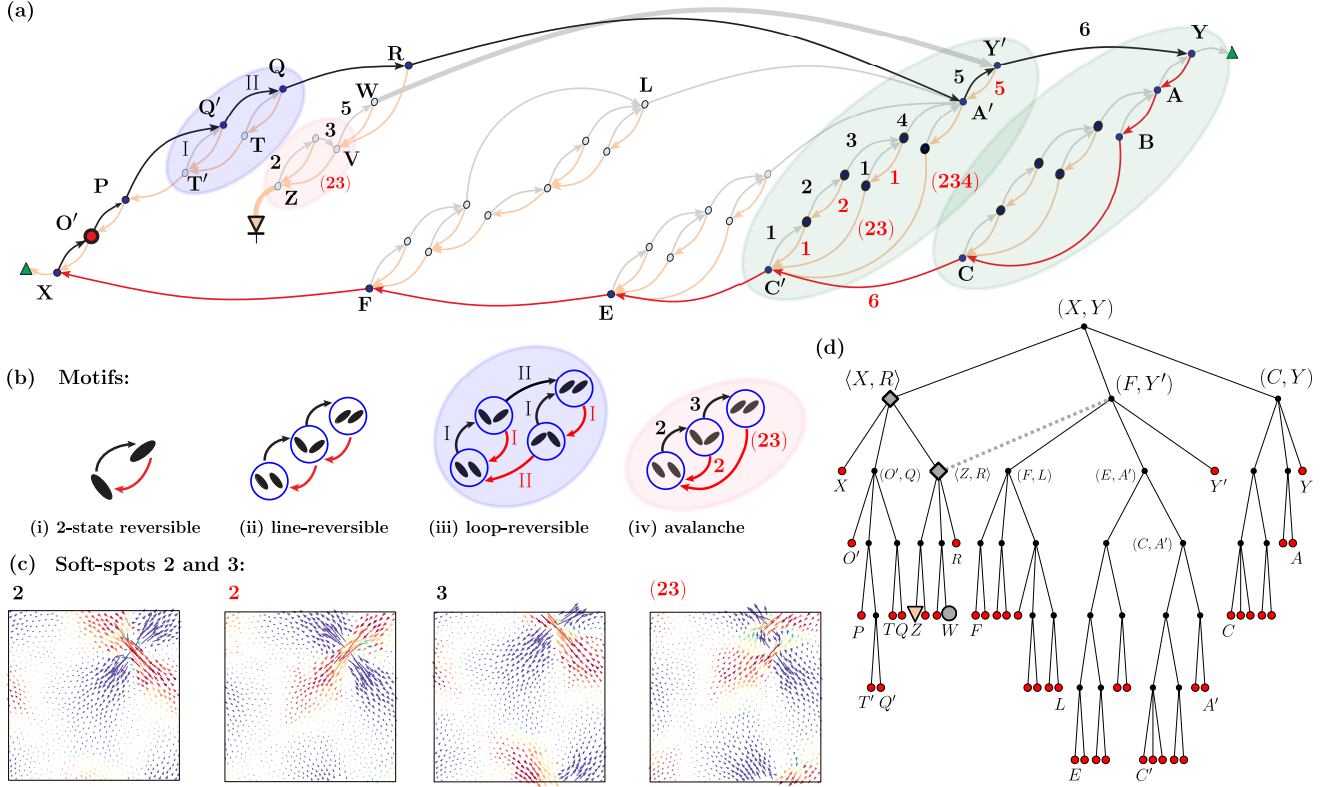 (a)
R
Y′
6
Y
Q
II
Q′
W
5
L
5
5
A
A′
T
I
3
V
4
B
3
P
T′
2
Z
(23)
1
1
(234)
2
2
O′
(23)
1
1
X
F
E
C′
6
C
(b) Motifs:
II
I
I
I
I
II
3
2
2
(23)
(i) 2-state reversible
(ii) line-reversible
(iii) loop-reversible
(iv) avalanche
(c) Soft-spots 2 and 3:
2
2
3
(23)
(d)
(X, Y)
⟨X, R⟩
(F, Y′)
(C, Y)
X
(O′, Q)
⟨Z, R⟩
(F, L)
(E, A′)
Y′
Y
O′
R
(C, A′)
A
P
T Q
Z
W
F
C
T′ Q′
L
A′
E
C′